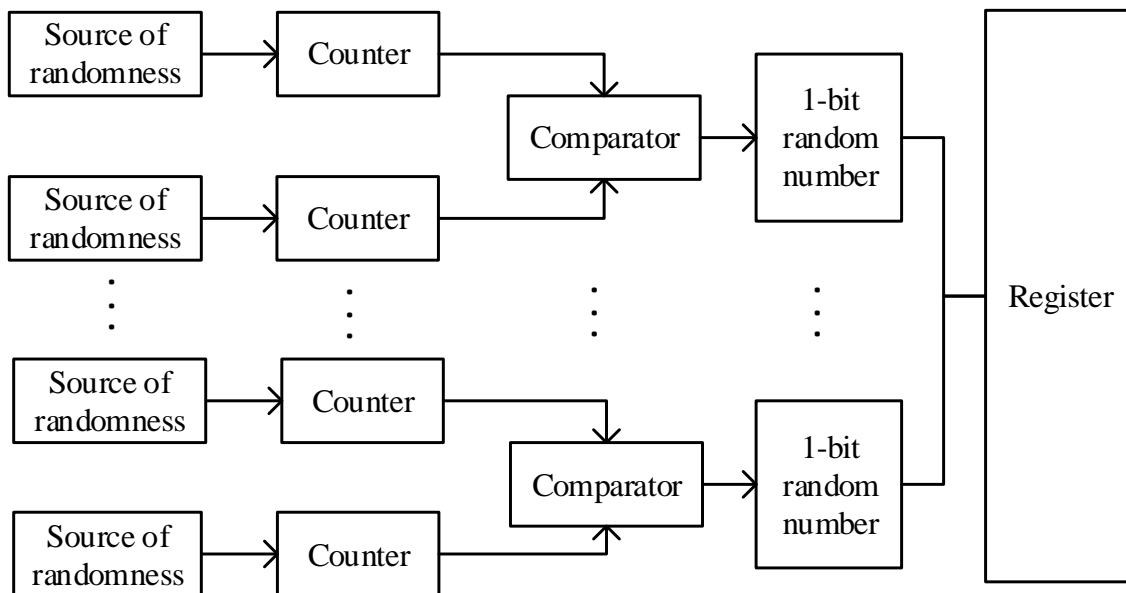 Source of
randomness
Counter
Comparator
1-bit
random
number
Source of
randomness
Counter
Register
Source of
randomness
Counter
Comparator
1-bit
random
number
Source of
randomness
Counter